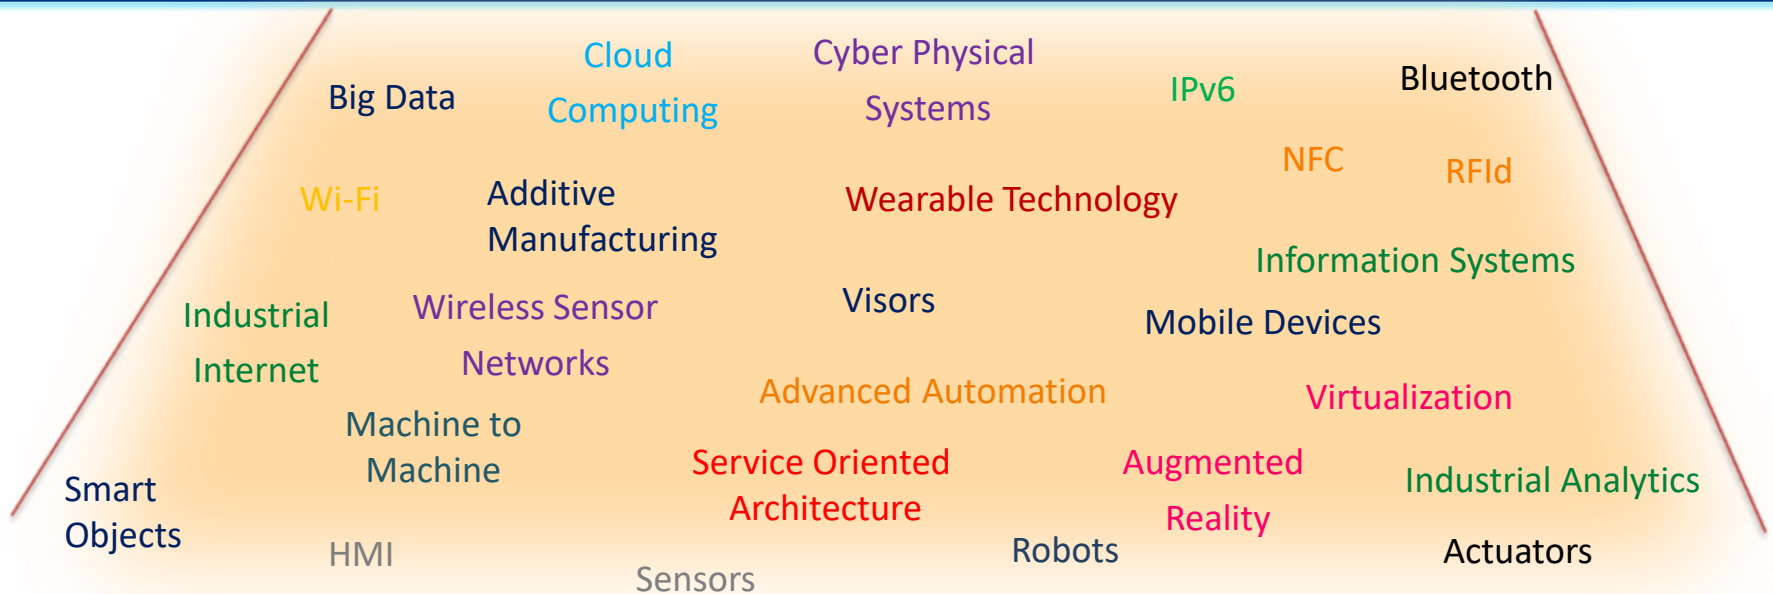 Cloud
Computing
Cyber Physical
Systems
Bluetooth
IPv6
Big Data
NFC
RFId
Wi-Fi
Additive
Manufacturing
Wearable Technology
Information Systems
Industrial
Internet
Wireless Sensor
Networks
Visors
Mobile Devices
Advanced Automation
Virtualization
Machine to
Machine
Service Oriented
Architecture
Augmented
Reality
Industrial Analytics
Smart
Objects
HMI
Sensors
Robots
Actuators